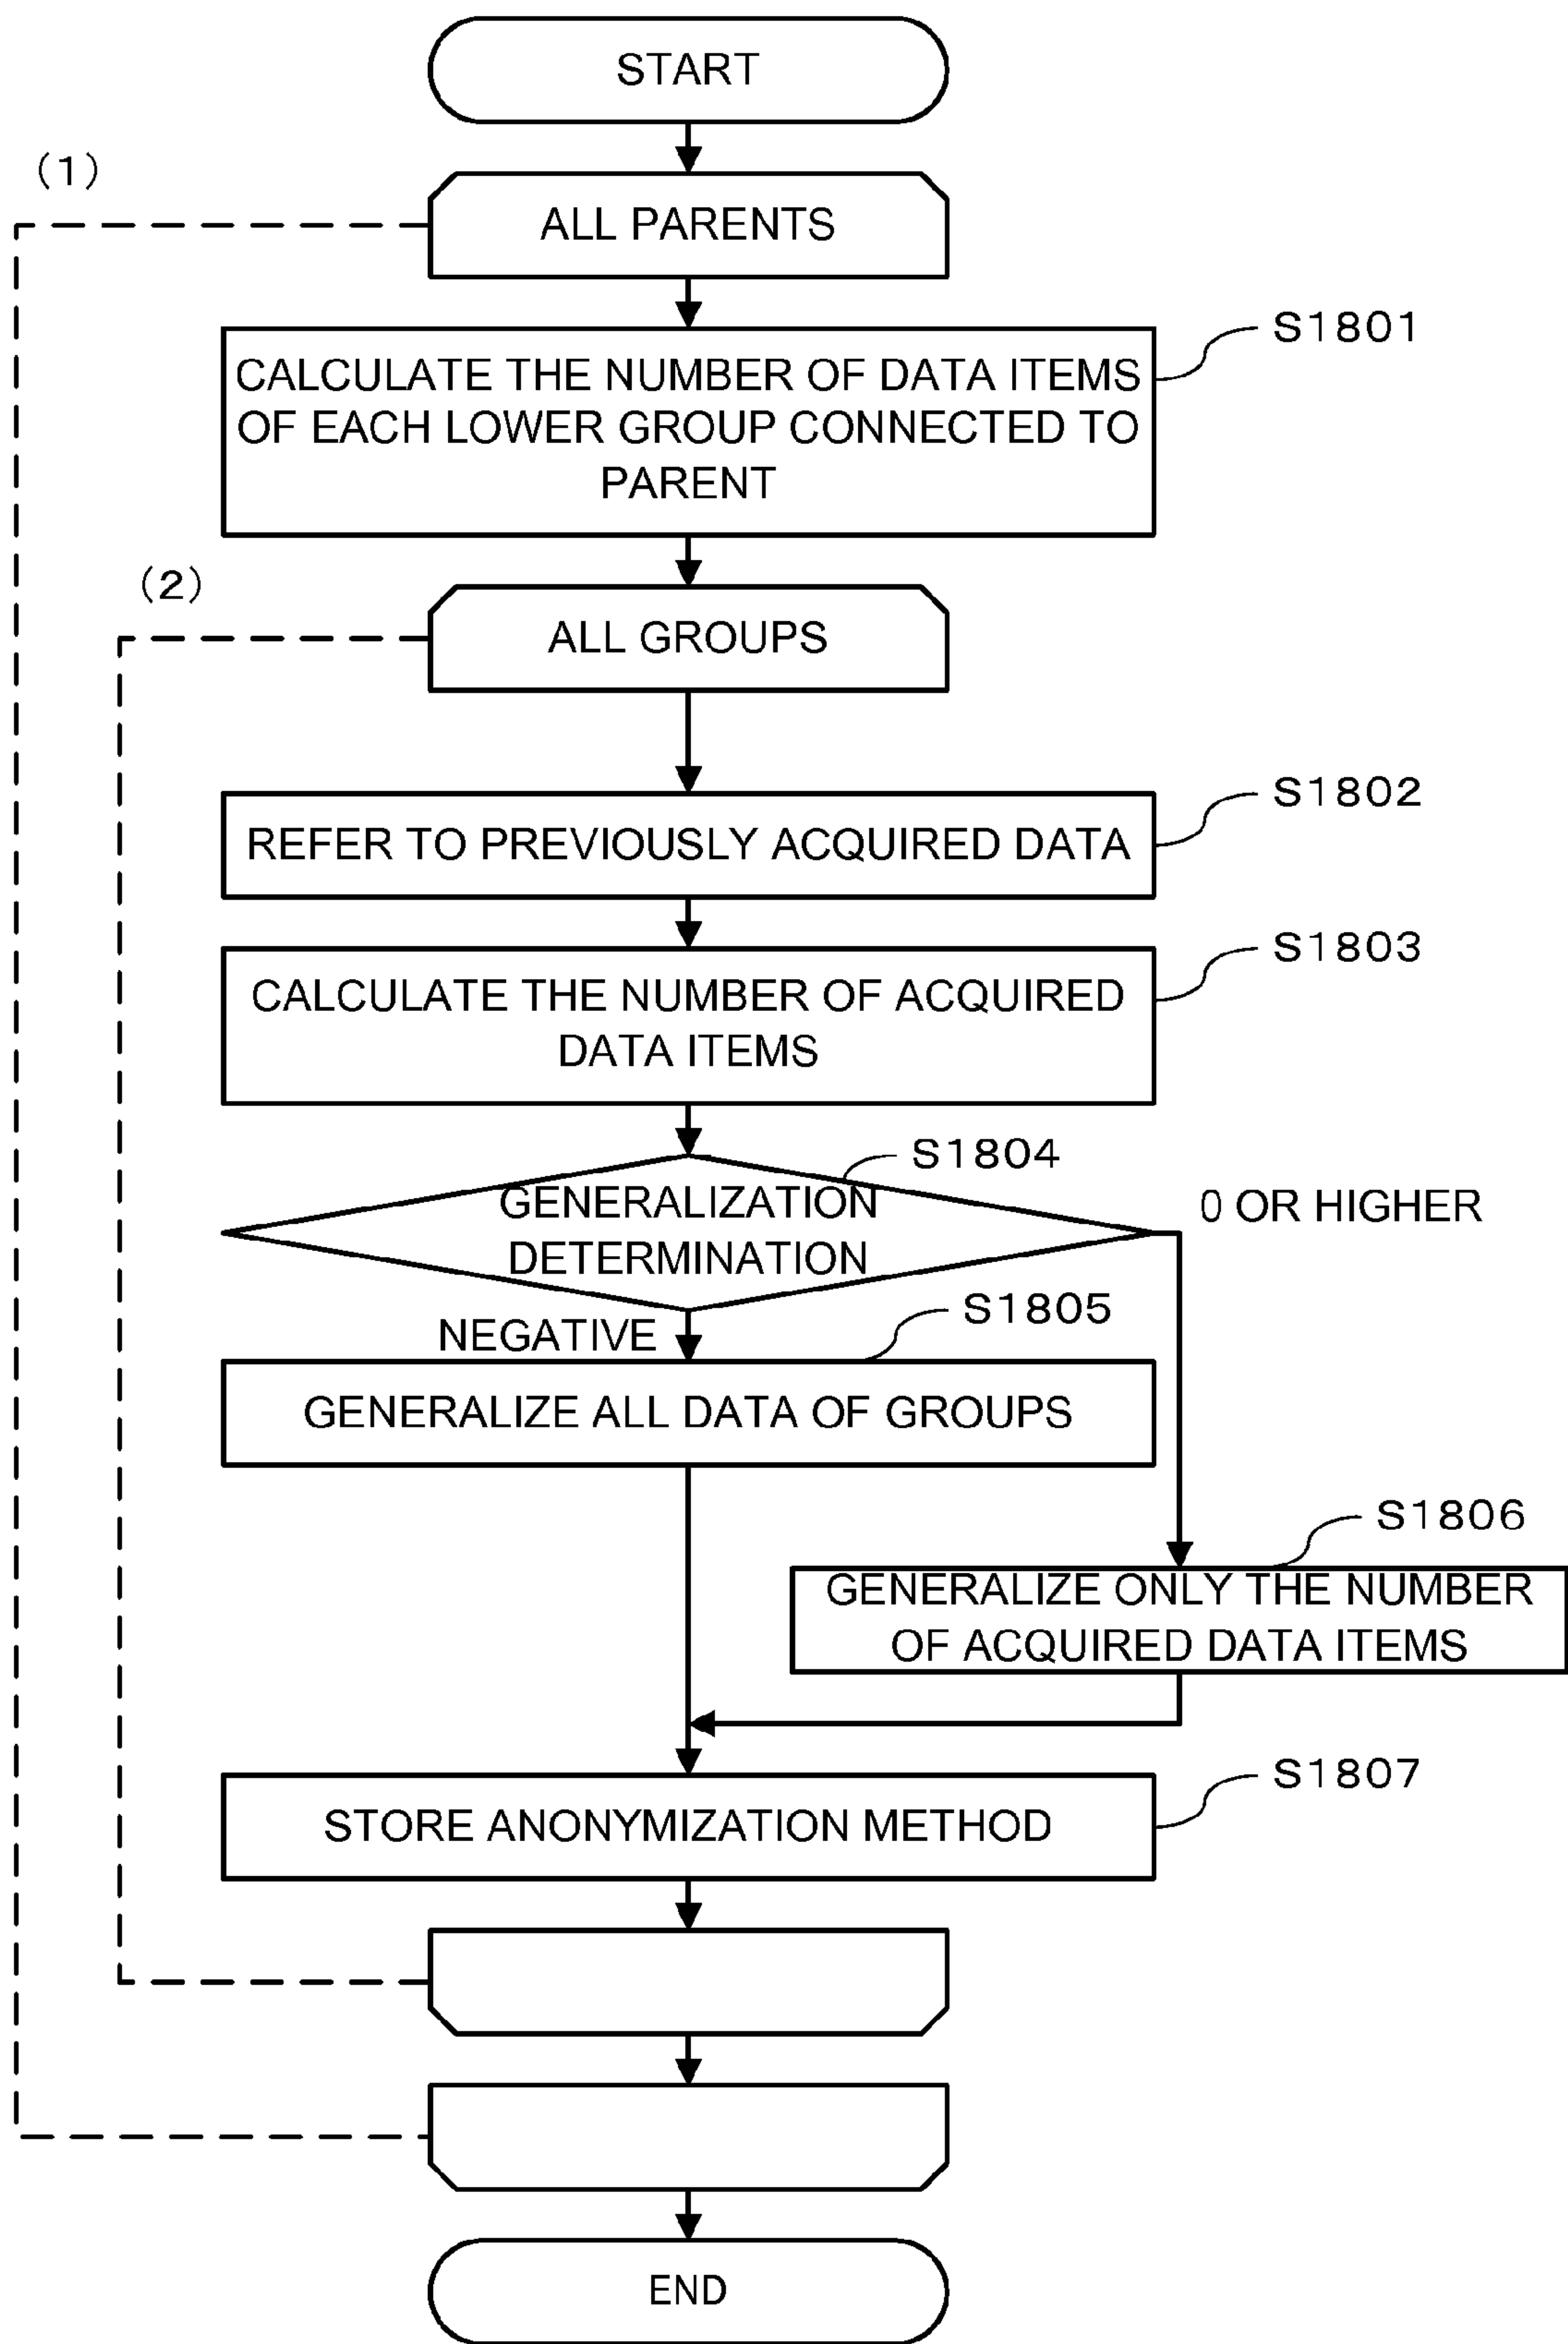 START
(1)
ALL PARENTS
S1801
CALCULATE THE NUMBER OF DATA ITEMS
OF EACH LOWER GROUP CONNECTED TO
PARENT
(2)
ALL GROUPS
S1802
REFER TO PREVIOUSLY ACQUIRED DATA
S1803
CALCULATE THE NUMBER OF ACQUIRED
DATA ITEMS
S1804
GENERALIZATION
DETERMINATION
0 OR HIGHER
NEGATIVE
S1805
GENERALIZE ALL DATA OF GROUPS
S1806
GENERALIZE ONLY THE NUMBER
OF ACQUIRED DATA ITEMS
S1807
STORE ANONYMIZATION METHOD
END